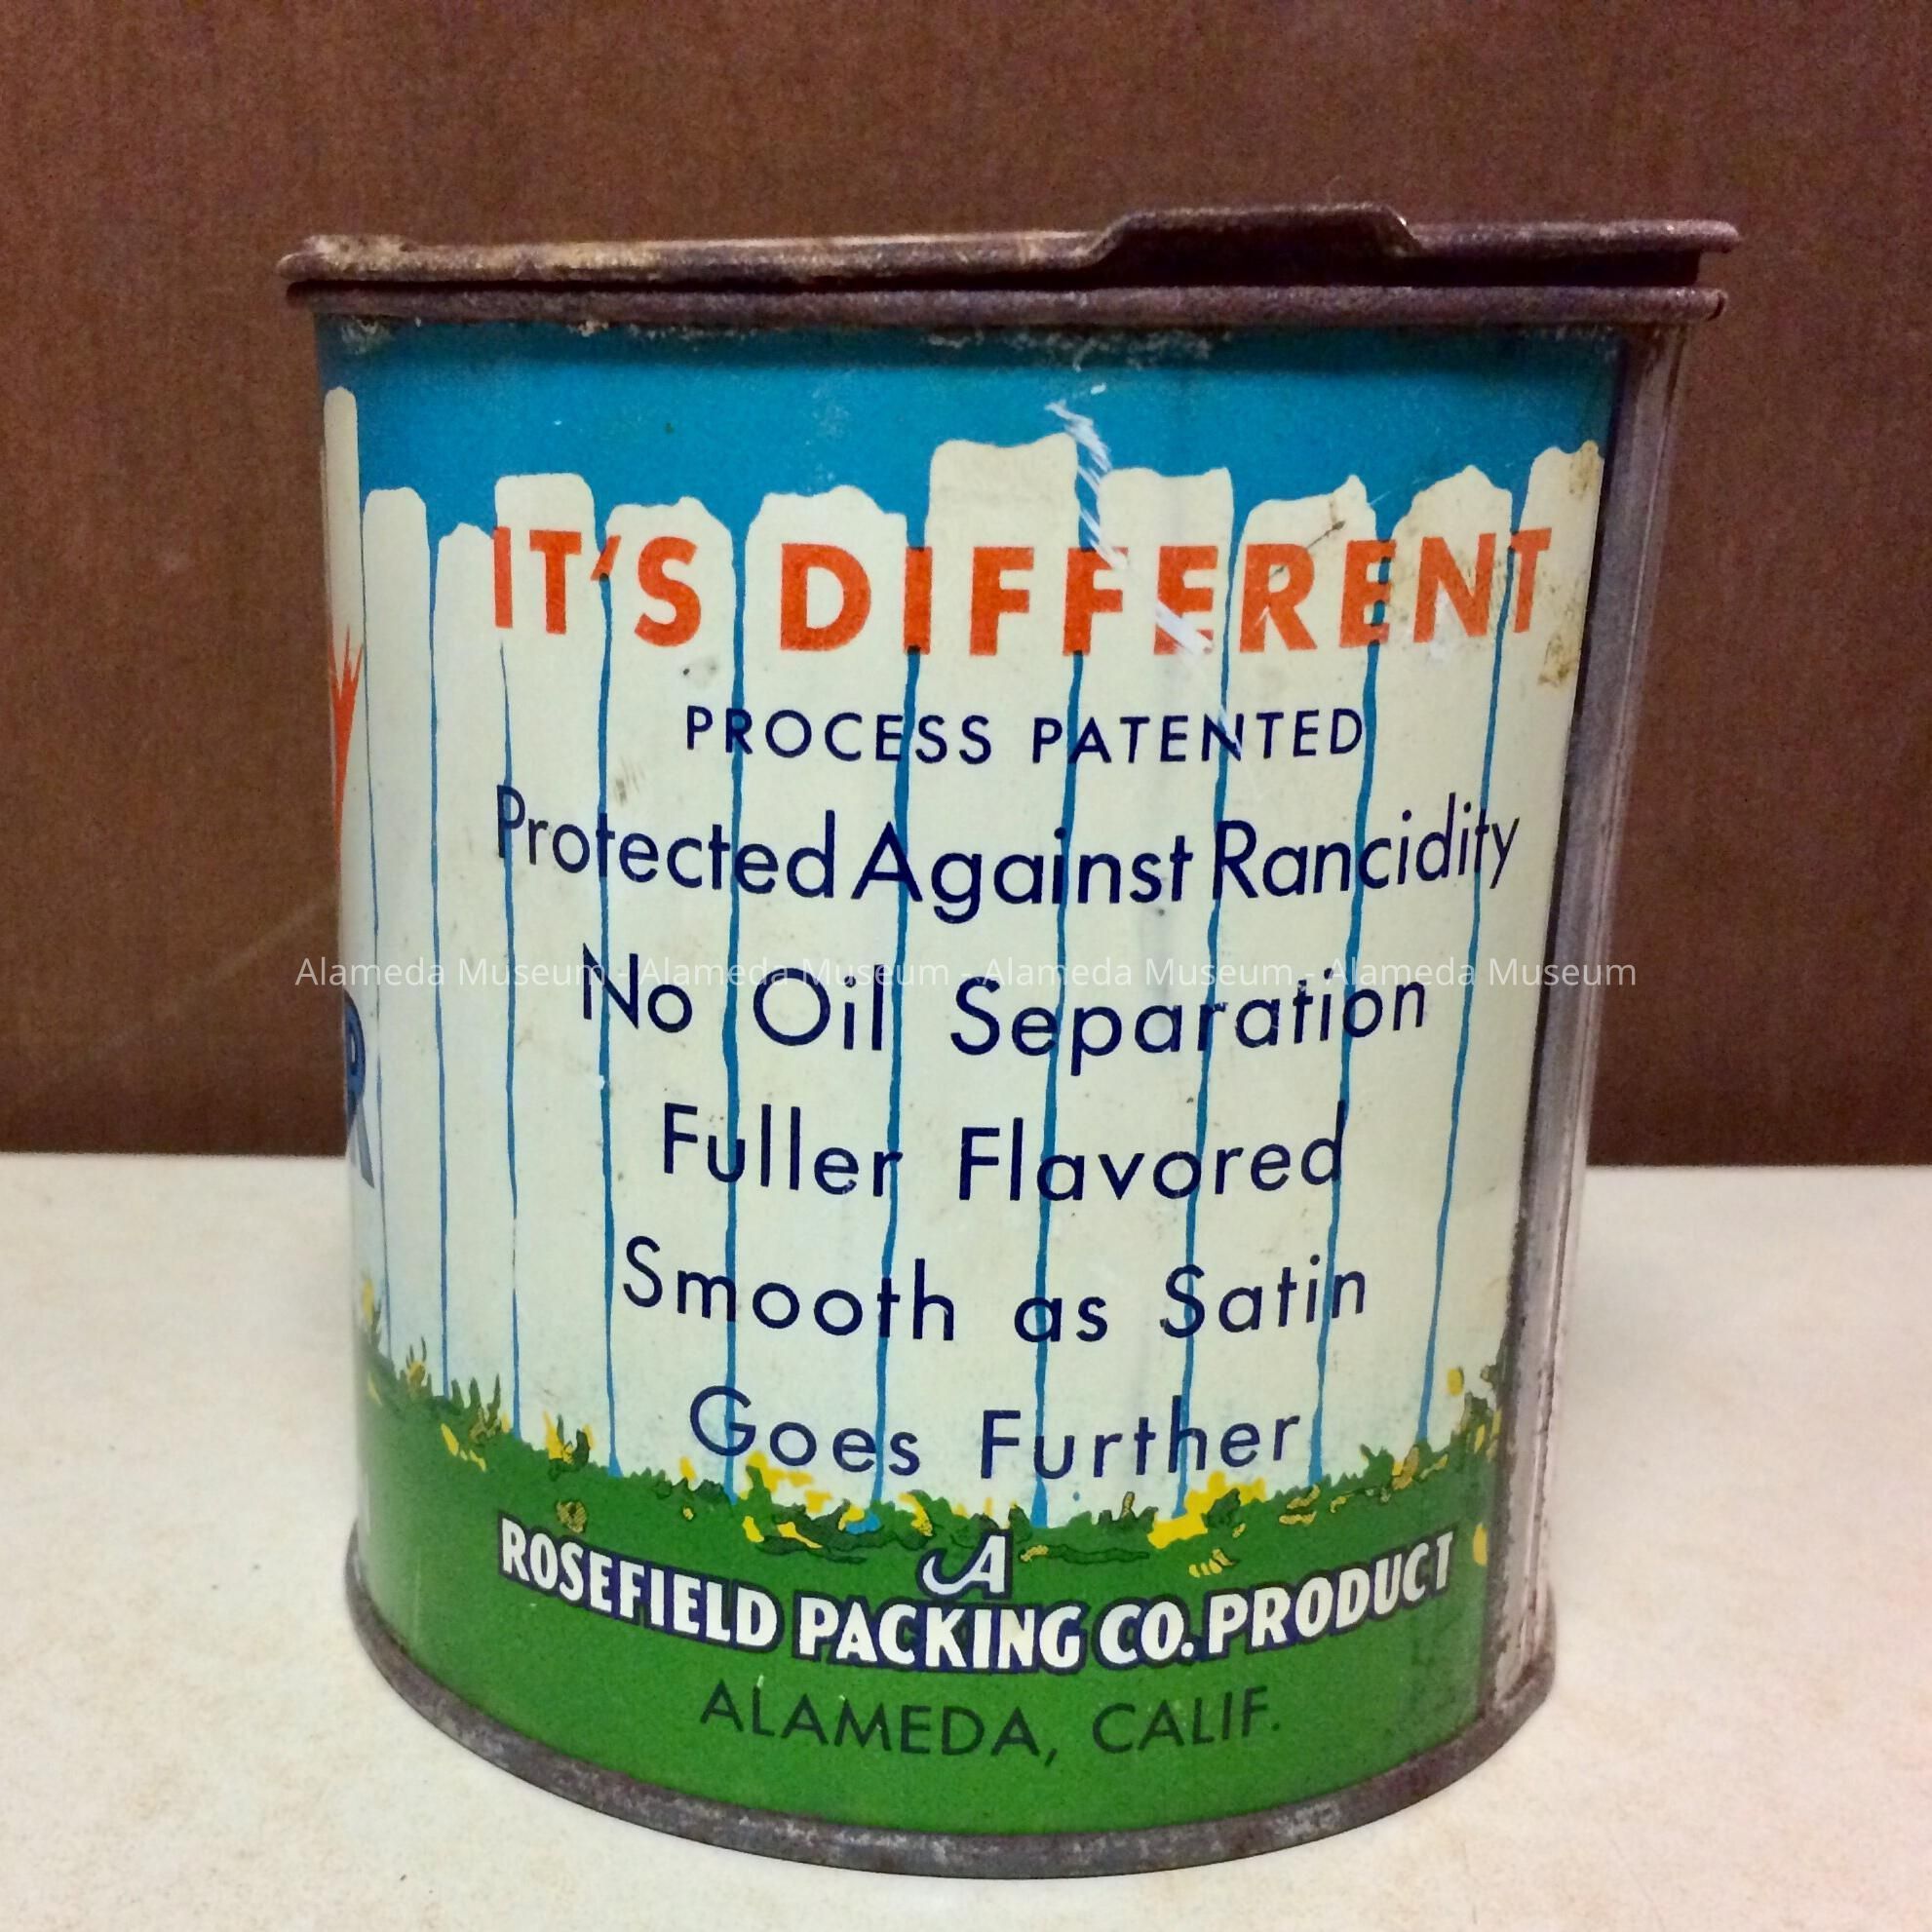 IT'S DIFFERENT
PROCESS PATENTED
Protected Against Rancidity
Alameda Museum - Alameda Museum - Alameda Museum - Alameda Museum
No Oil Separation
Fuller Flavored
Smooth as Satin
Goes Further
A
ROSEFIELD PACKING CO. PRODUCT
ALAMEDA, CALIF.